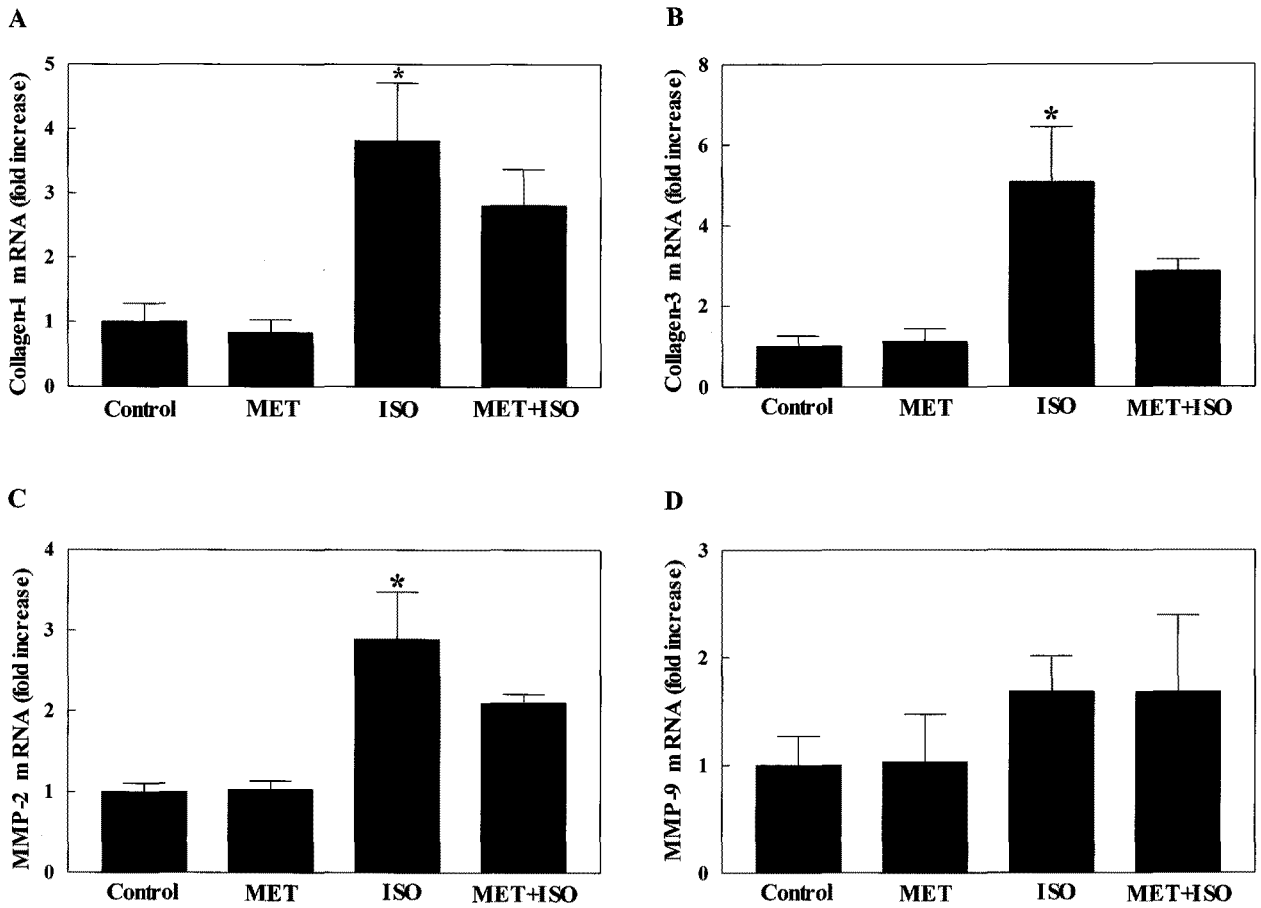 A
Collagen-1 mRNA (fold increase)
5
*
4
3
2
1
0
Control MET ISO MET+ISO
B
Collagen-3 mRNA (fold increase)
8
*
6
4
2
0
Control MET ISO MET+ISO
C
MMP-2 mRNA (fold increase)
4
*
3
2
1
0
Control MET ISO MET+ISO
D
MMP-9 mRNA (fold increase)
3
2
1
0
Control MET ISO MET+ISO